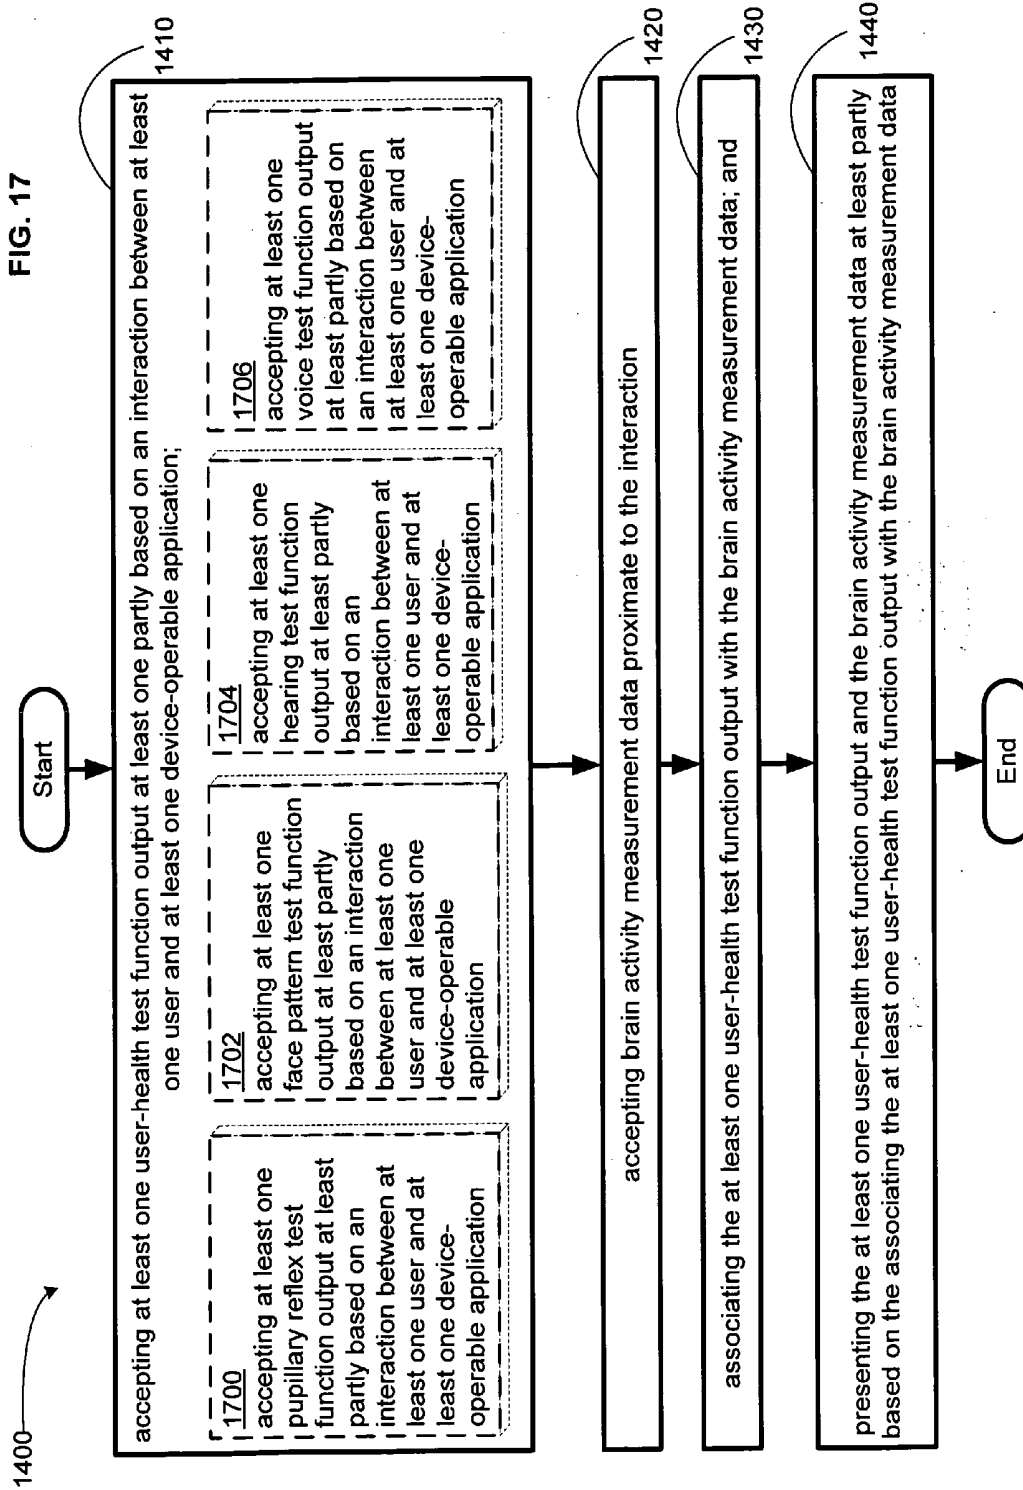 FIG. 17
1400
Start
1410
accepting at least one user-health test function output at least one partly based on an interaction between at least
one user and at least one device-operable application;
1700
accepting at least one
pupillary reflex test
function output at least
partly based on an
interaction between at
least one user and at
least one device-
operable application
1702
accepting at least one
face pattern test function
output at least partly
based on an interaction
between at least one
user and at least one
device-operable
application
1704
accepting at least one
hearing test function
output at least partly
based on an
interaction between at
least one user and at
least one device-
operable application
1706
accepting at least one
voice test function output
at least partly based on
an interaction between
at least one user and at
least one device-
operable application
1420
accepting brain activity measurement data proximate to the interaction
1430
associating the at least one user-health test function output with the brain activity measurement data; and
1440
presenting the at least one user-health test function output and the brain activity measurement data at least partly
based on the associating the at least one user-health test function output with the brain activity measurement data
End